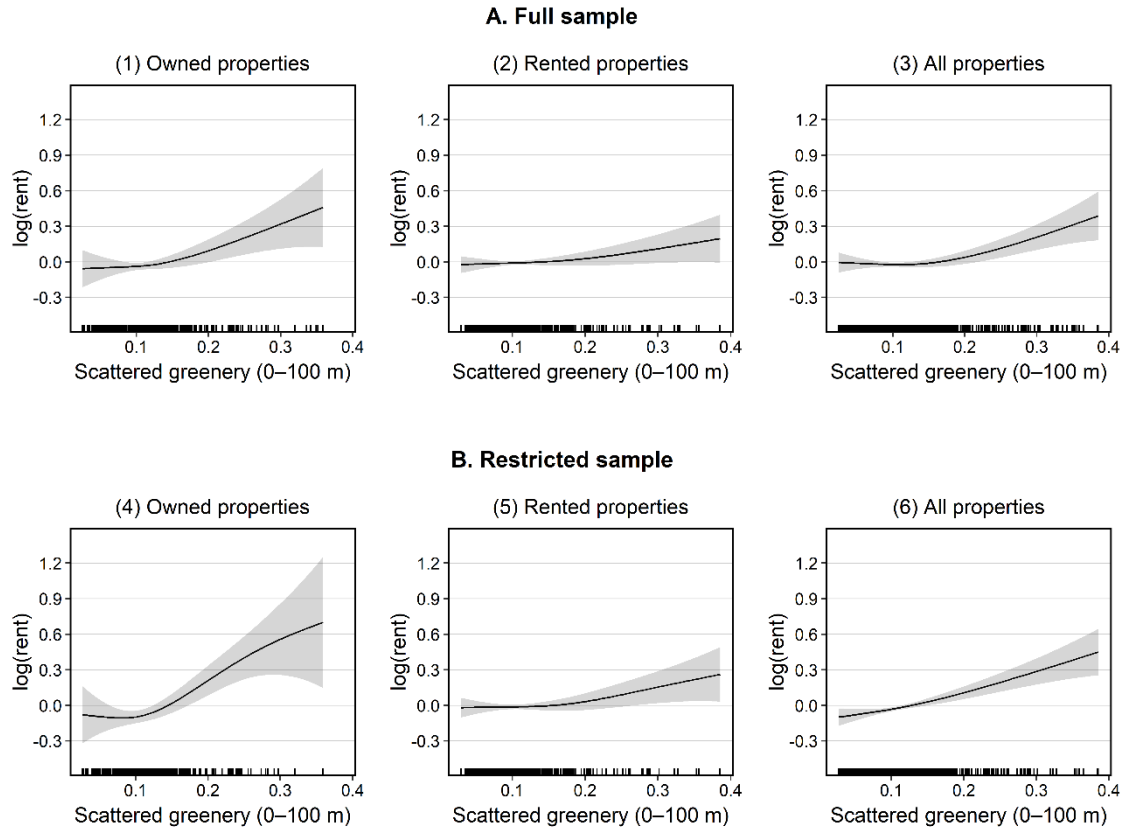 A. Full sample
(1) Owned properties
(2) Rented properties
(3) All properties
log(rent)
1.2
0.9
0.6
0.3
0.0
-0.3
0.1 0.2 0.3 0.4
Scattered greenery (0–100 m)
log(rent)
1.2
0.9
0.6
0.3
0.0
-0.3
0.1 0.2 0.3 0.4
Scattered greenery (0–100 m)
log(rent)
1.2
0.9
0.6
0.3
0.0
-0.3
0.1 0.2 0.3 0.4
Scattered greenery (0–100 m)
B. Restricted sample
(4) Owned properties
(5) Rented properties
(6) All properties
log(rent)
1.2
0.9
0.6
0.3
0.0
-0.3
0.1 0.2 0.3 0.4
Scattered greenery (0–100 m)
log(rent)
1.2
0.9
0.6
0.3
0.0
-0.3
0.1 0.2 0.3 0.4
Scattered greenery (0–100 m)
log(rent)
1.2
0.9
0.6
0.3
0.0
-0.3
0.1 0.2 0.3 0.4
Scattered greenery (0–100 m)